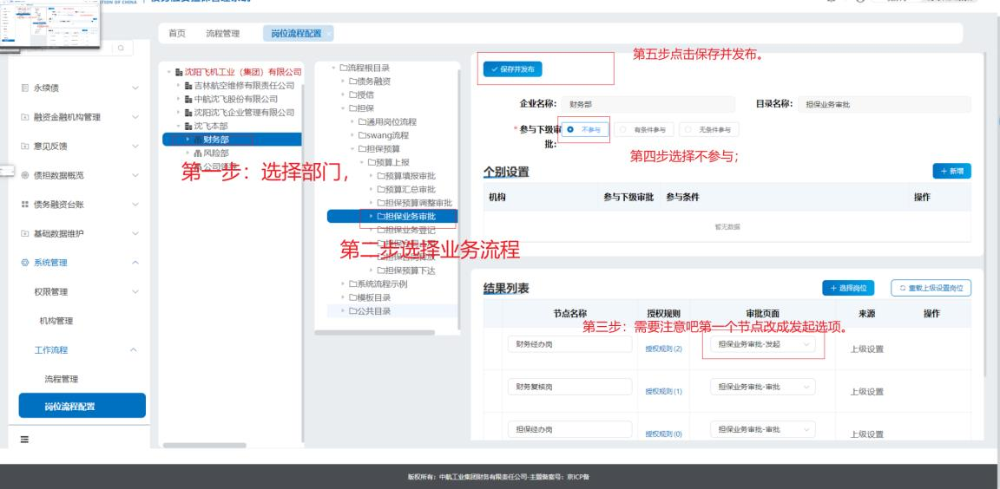 TION OF CHINA
首页 流程管理 岗位流程配置 ×
永续债
融资金融机构管理
意见反馈
债担数据概览
债务融资台账
基础数据维护
系统管理
权限管理
机构管理
工作流程
流程管理
岗位流程配置
沈阳飞机工业（集团）有限公司
吉林航空维修有限责任公司
中航沈飞股份有限公司
沈阳沈飞企业管理有限公司
沈飞本部
财务部
风险部
公司领导
第一步：选择部门，
流程根目录
债务融资
授信
担保
通用岗位流程
swang流程
担保预算
预算上报
预算填报审批
预算汇总审批
担保预算调整审批
担保业务审批
担保业务登记
第二步选择业务流程
担保预算下达
系统流程示例
模板目录
公共目录
保存并发布
第五步点击保存并发布。
企业名称： 财务部 目录名称： 担保业务审批
*参与下级审批： 不参与 有条件参与 无条件参与
第四步选择不参与；
个别设置 + 新增
机构 参与下级审批 参与条件 操作
暂无数据
结果列表 + 选择岗位 重载上级设置岗位
节点名称 授权规则 审批页面 来源 操作
第三步：需要注意吧第一个节点改成发起选项。
财务经办岗 授权规则(2) 担保业务审批-发起 上级设置
财务复核岗 授权规则(1) 担保业务审批-审批 上级设置
担保经办岗 授权规则(0) 担保业务审批-审批 上级设置
版权所有：中航工业集团财务有限责任公司-主题备案号：京ICP备